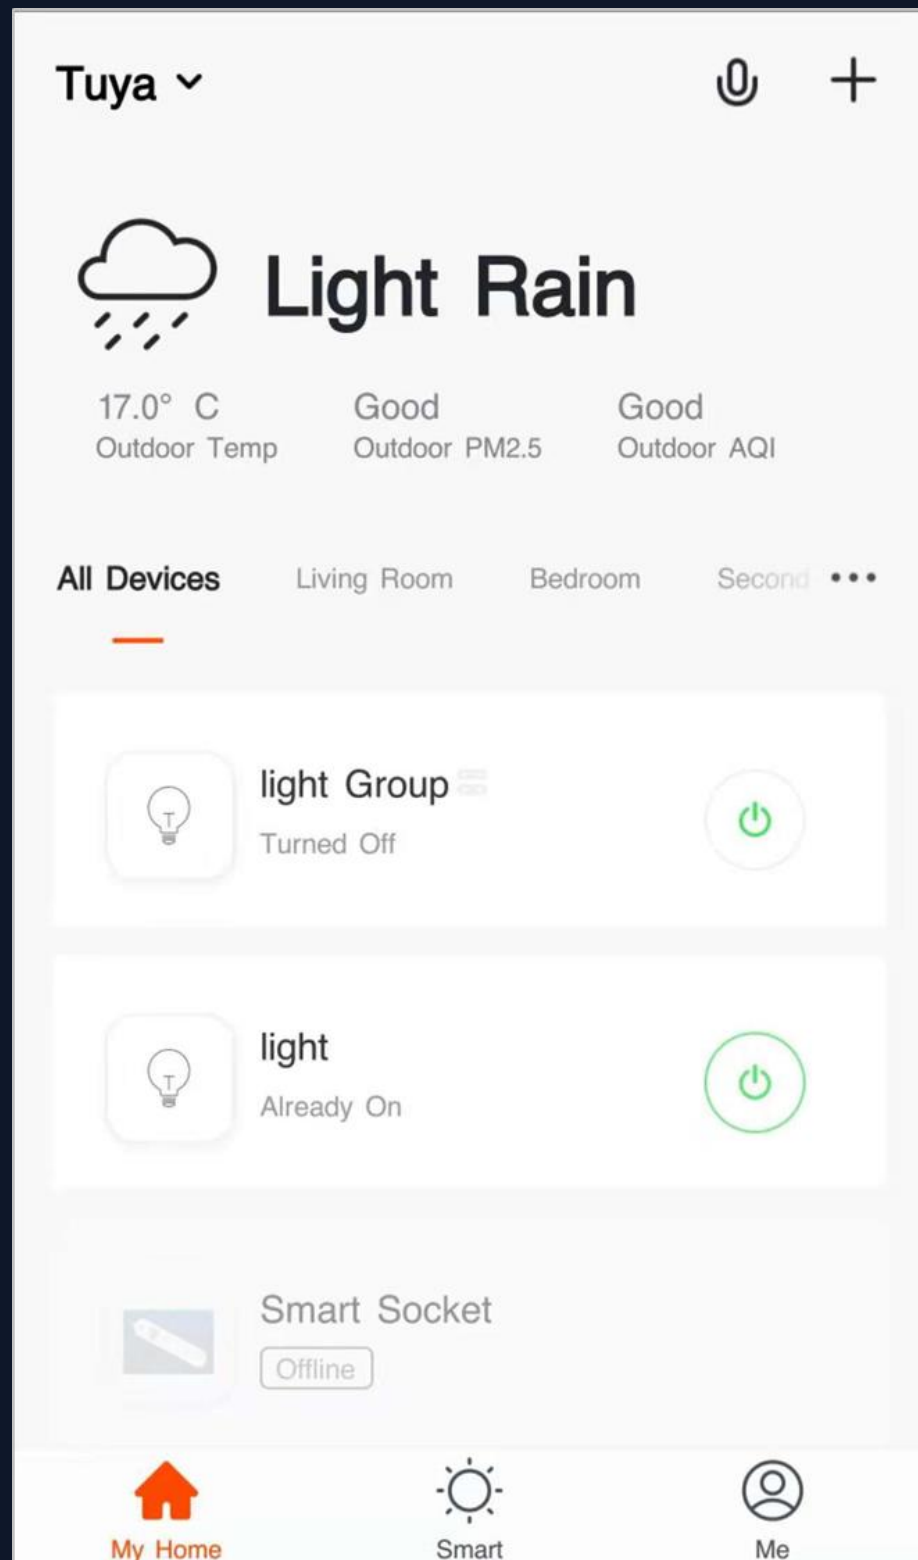 Tuya
Light Rain
17.0° C Good Good
Outdoor Temp Outdoor PM2.5 Outdoor AQI
All Devices Living Room Bedroom Second
light Group
Turned Off
light
Already On
Smart Socket
Offline
My Home Smart Me